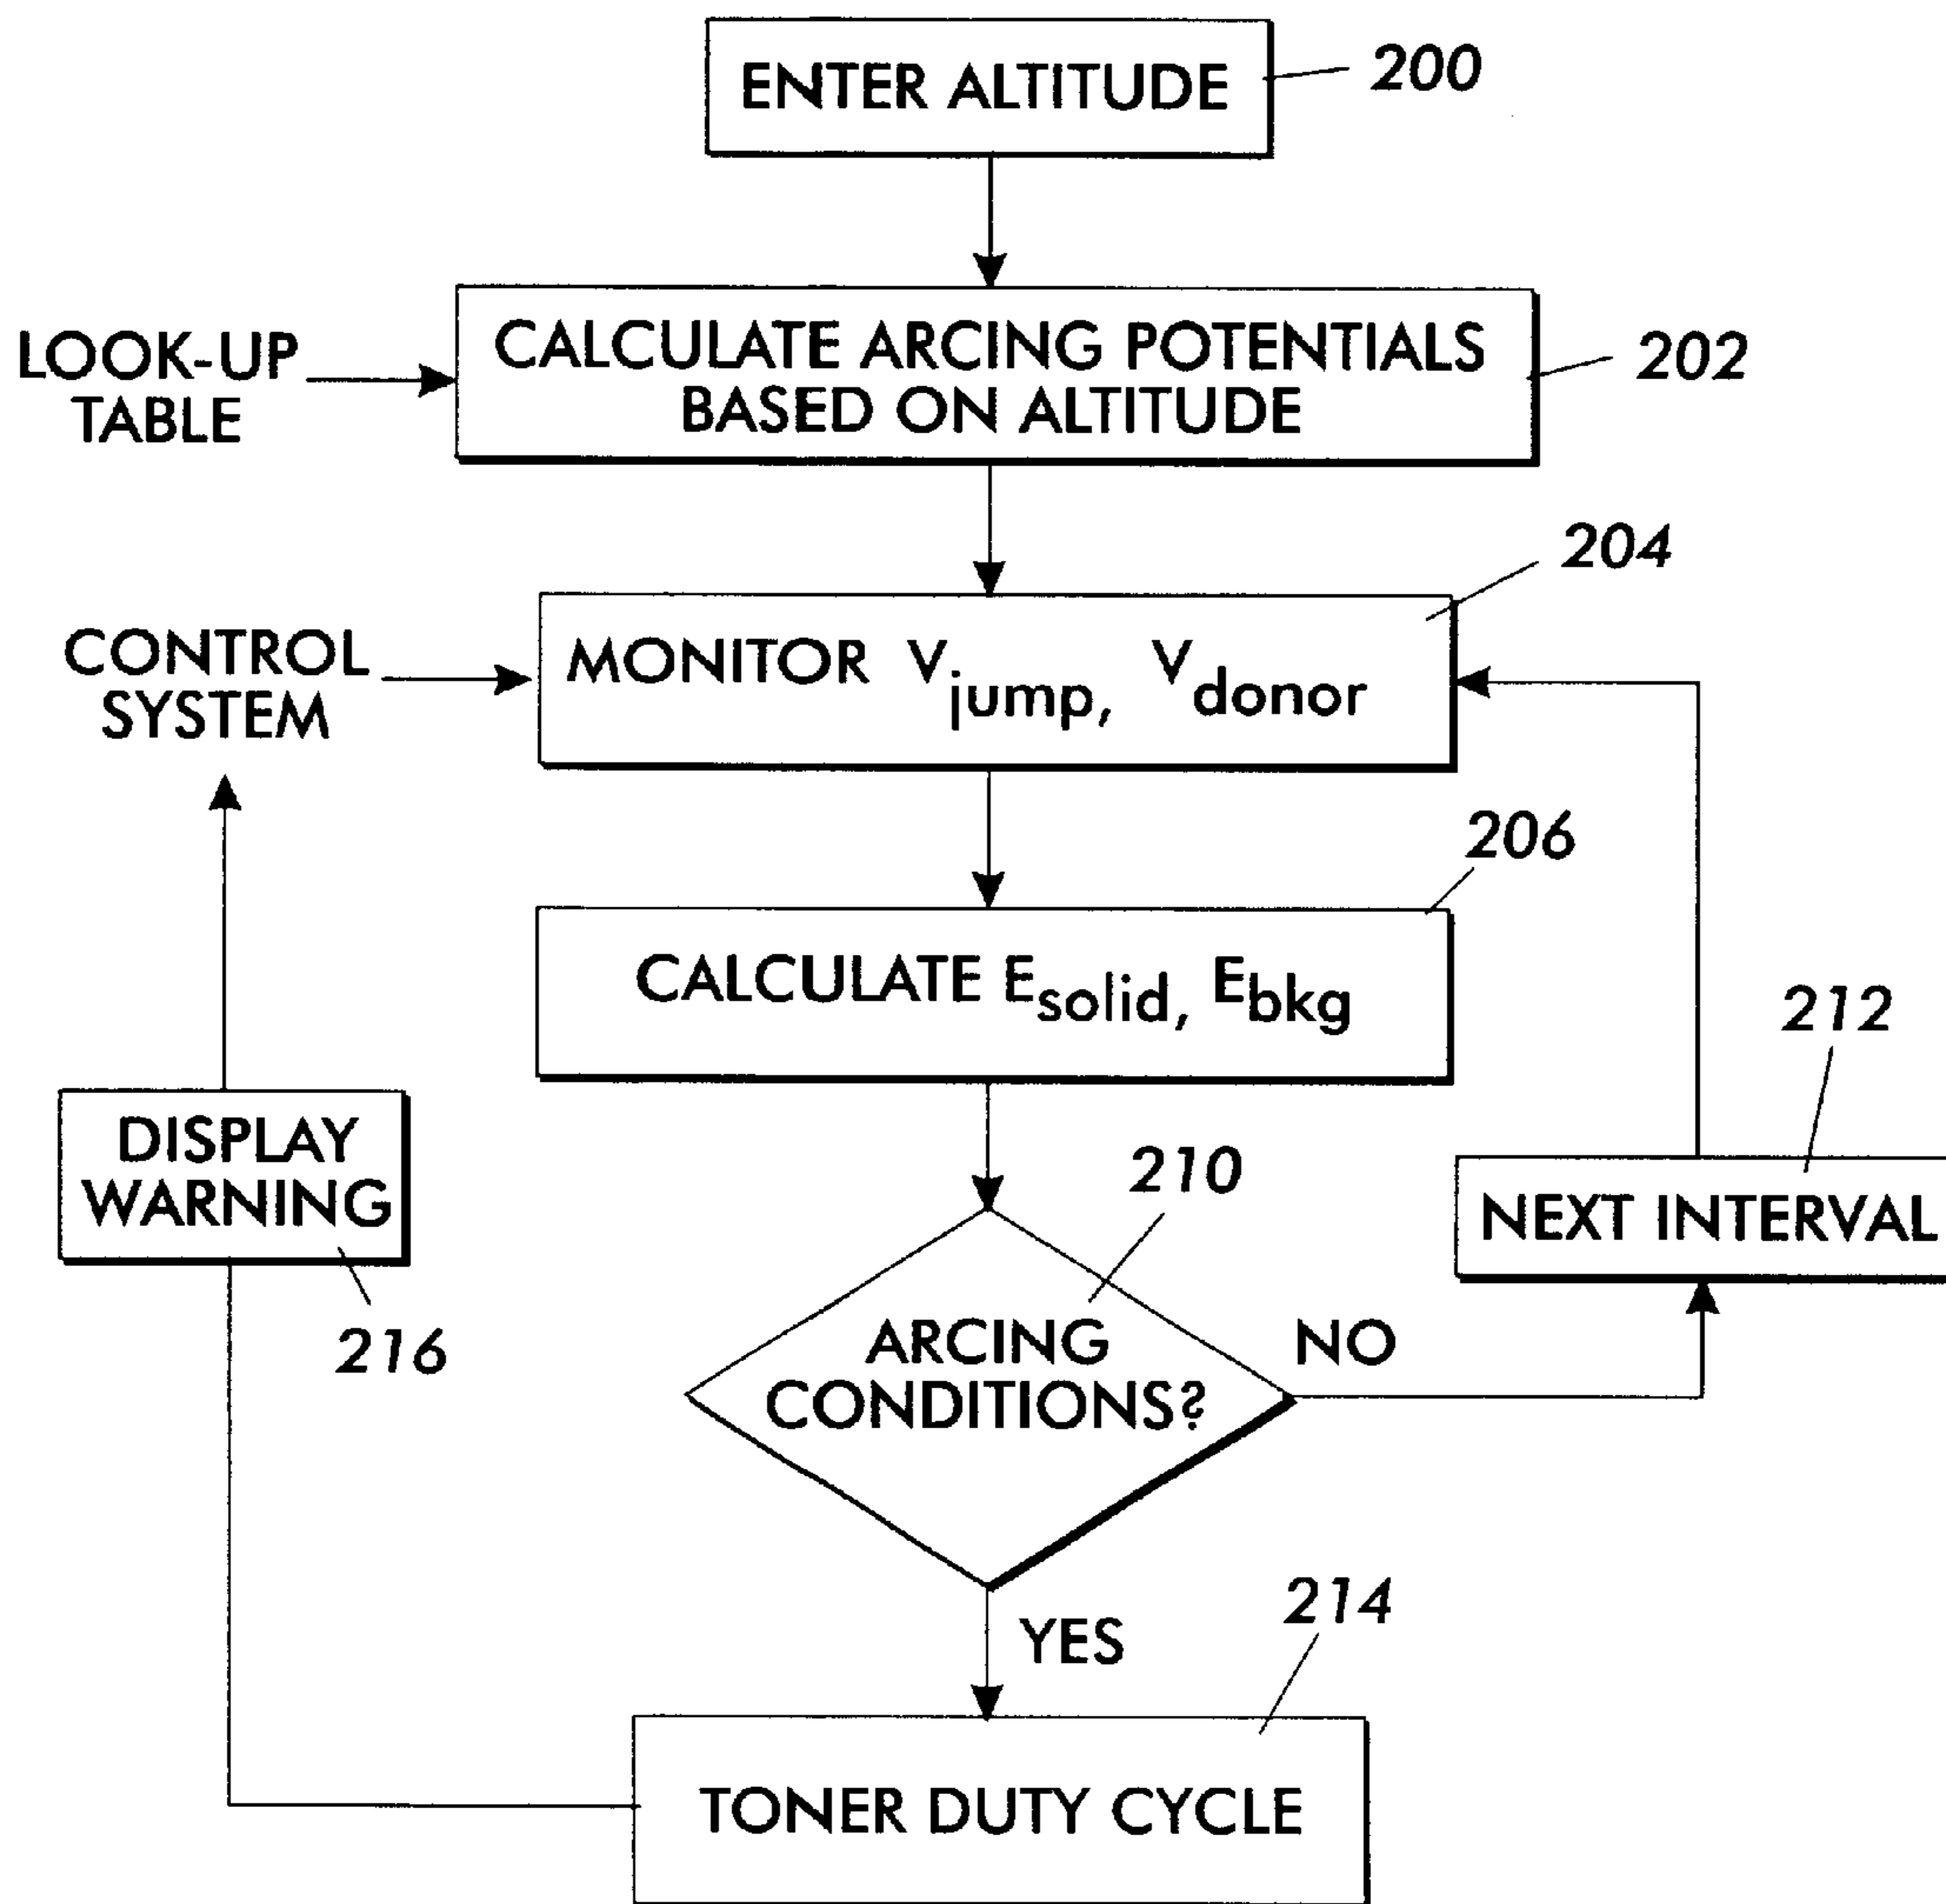 ENTER ALTITUDE
200
LOOK-UP
TABLE
CALCULATE ARCING POTENTIALS
BASED ON ALTITUDE
202
204
CONTROL
SYSTEM
MONITOR Vjump, Vdonor
206
CALCULATE Esolid, Ebkg
212
DISPLAY
WARNING
216
210
NEXT INTERVAL
ARCING
CONDITIONS?
NO
YES
214
TONER DUTY CYCLE